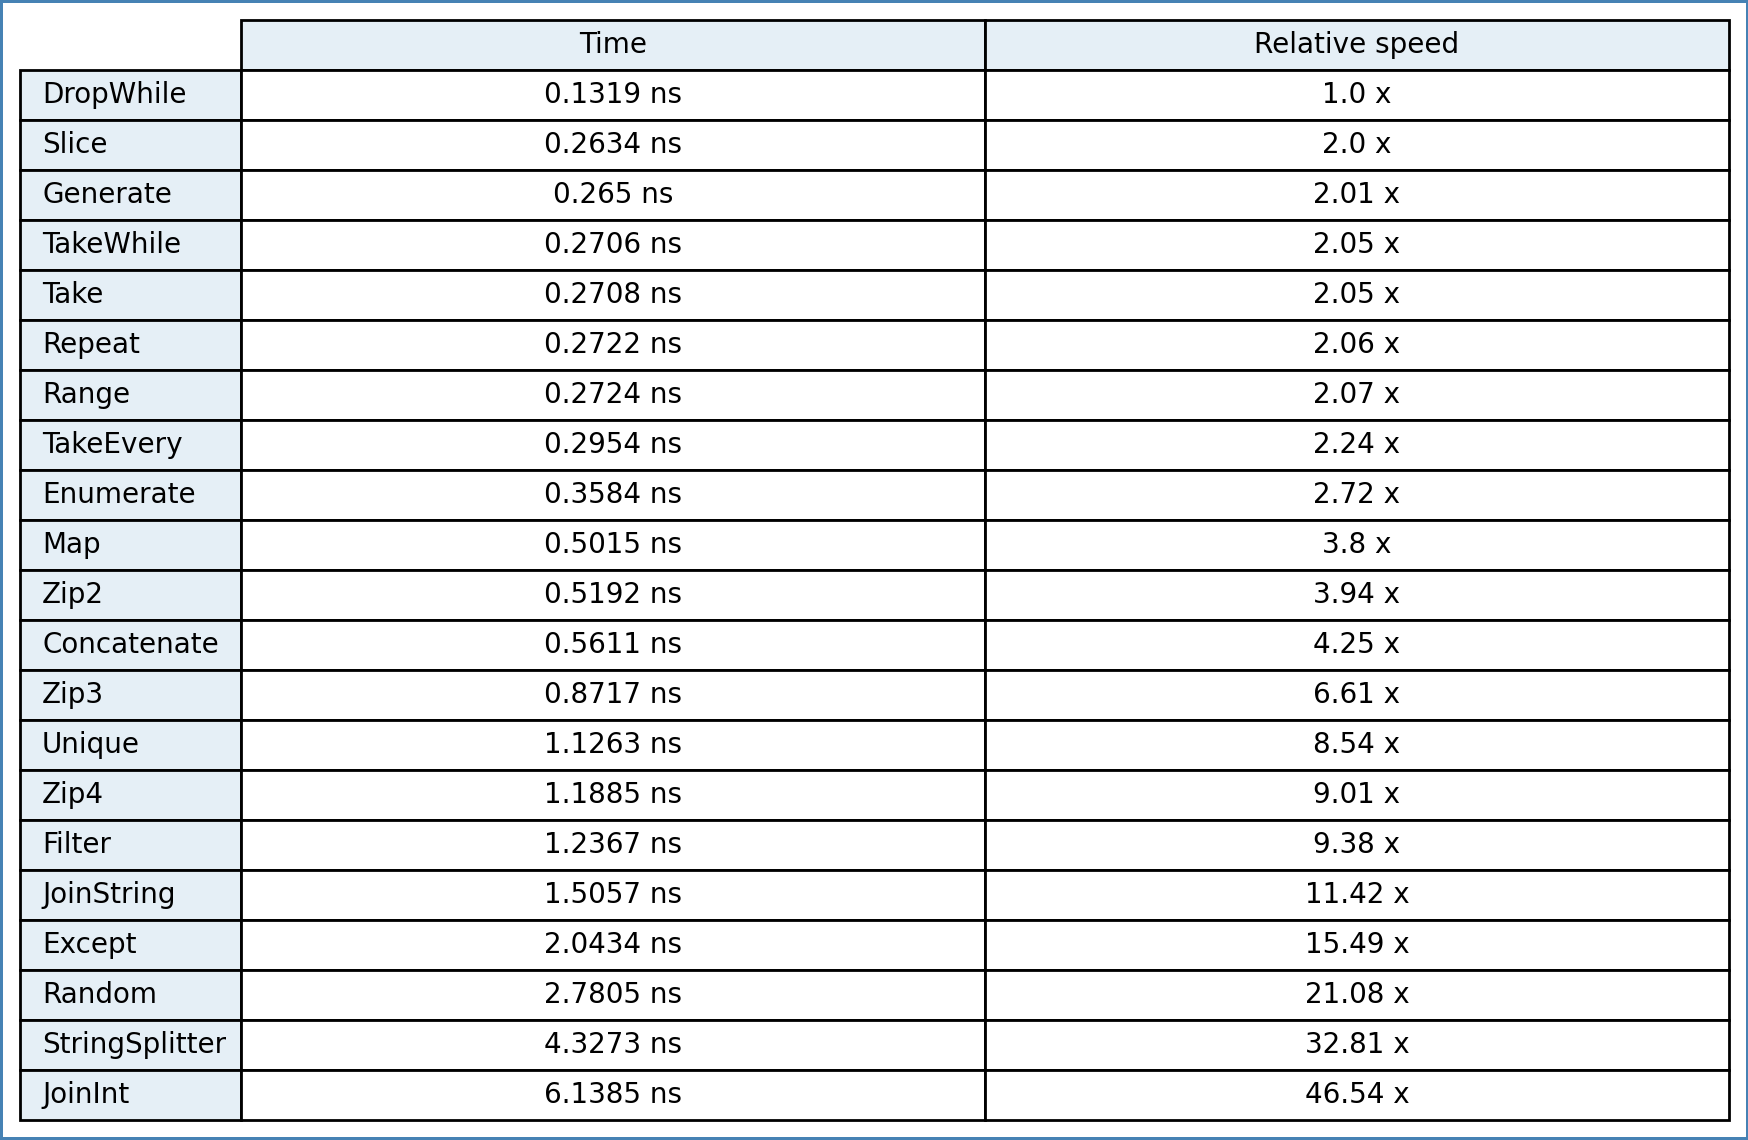 Time Relative speed
DropWhile 0.1319 ns 1.0 x
Slice 0.2634 ns 2.0 x
Generate 0.265 ns 2.01 x
TakeWhile 0.2706 ns 2.05 x
Take 0.2708 ns 2.05 x
Repeat 0.2722 ns 2.06 x
Range 0.2724 ns 2.07 x
TakeEvery 0.2954 ns 2.24 x
Enumerate 0.3584 ns 2.72 x
Map 0.5015 ns 3.8 x
Zip2 0.5192 ns 3.94 x
Concatenate 0.5611 ns 4.25 x
Zip3 0.8717 ns 6.61 x
Unique 1.1263 ns 8.54 x
Zip4 1.1885 ns 9.01 x
Filter 1.2367 ns 9.38 x
JoinString 1.5057 ns 11.42 x
Except 2.0434 ns 15.49 x
Random 2.7805 ns 21.08 x
StringSplitter 4.3273 ns 32.81 x
JoinInt 6.1385 ns 46.54 x